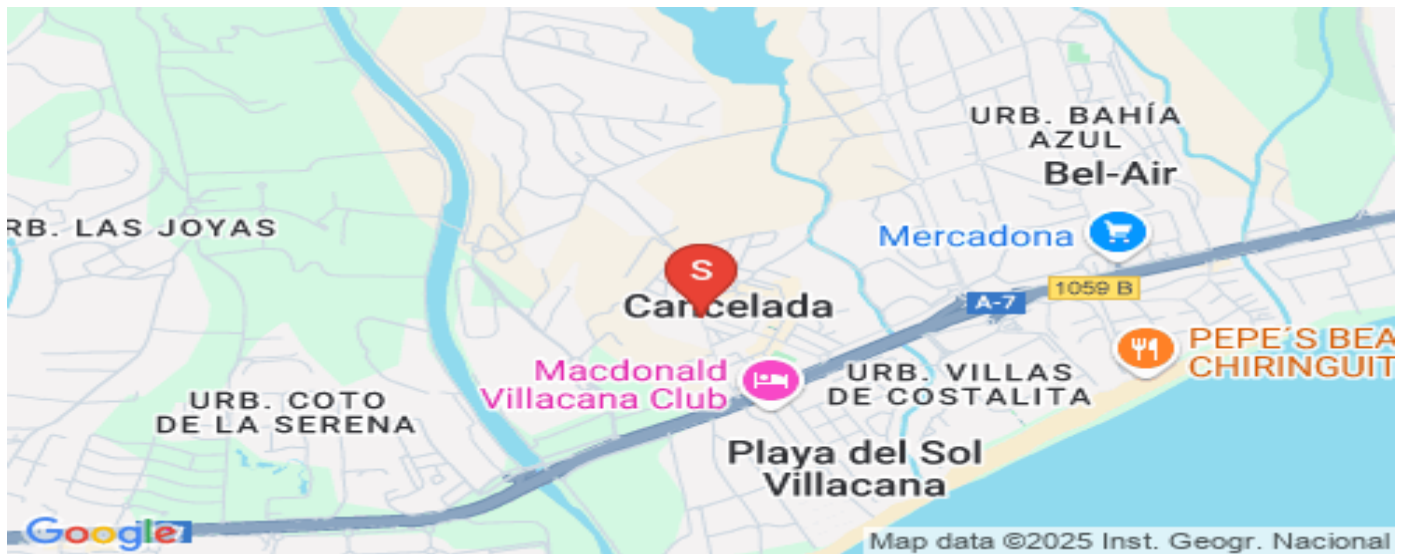 URB. BAHÍA
AZUL
Bel-Air
RB. LAS JOYAS
Mercadona
S
Cancelada
A-7
1059 B
PEPE´S BEA
CHIRINGUIT
Macdonald
Villacana Club
URB. VILLAS
DE COSTALITA
URB. COTO
DE LA SERENA
Playa del Sol
Villacana
Google
Map data ©2025 Inst. Geogr. Nacional